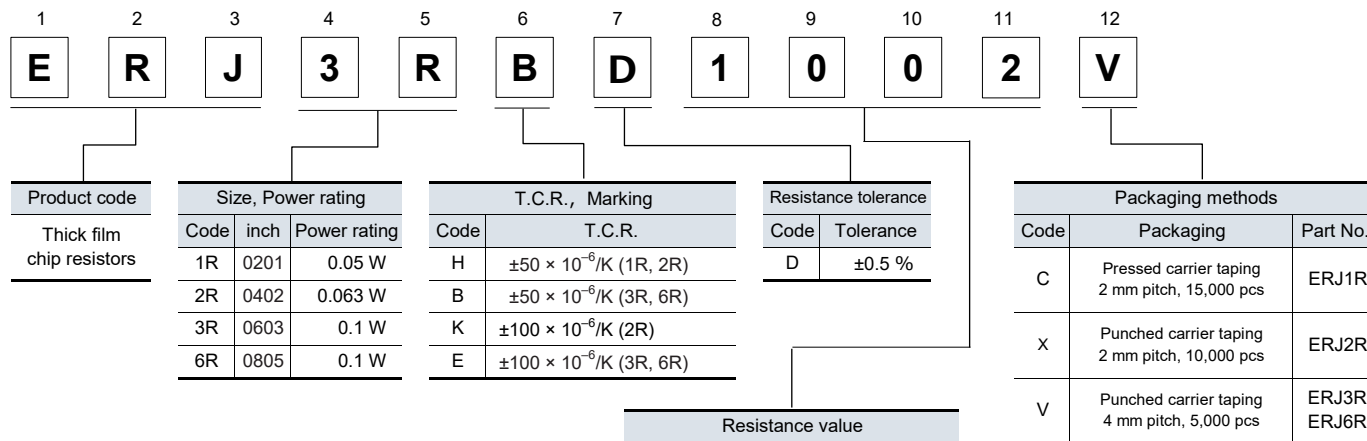 1 2 3 4 5 6 7 8 9 10 11 12
E R J 3 R B D 1 0 0 2 V
Product code
Thick film
chip resistors
Size, Power rating
Code inch Power rating
1R 0201 0.05 W
2R 0402 0.063 W
3R 0603 0.1 W
6R 0805 0.1 W
T.C.R., Marking
Code T.C.R.
H ±50 × 10⁻⁶/K (1R, 2R)
B ±50 × 10⁻⁶/K (3R, 6R)
K ±100 × 10⁻⁶/K (2R)
E ±100 × 10⁻⁶/K (3R, 6R)
Resistance tolerance
Code Tolerance
D ±0.5 %
Resistance value
Packaging methods
Code Packaging Part No.
C Pressed carrier taping
2 mm pitch, 15,000 pcs
ERJ1R
X Punched carrier taping
2 mm pitch, 10,000 pcs
ERJ2R
V Punched carrier taping
4 mm pitch, 5,000 pcs
ERJ3R
ERJ6R